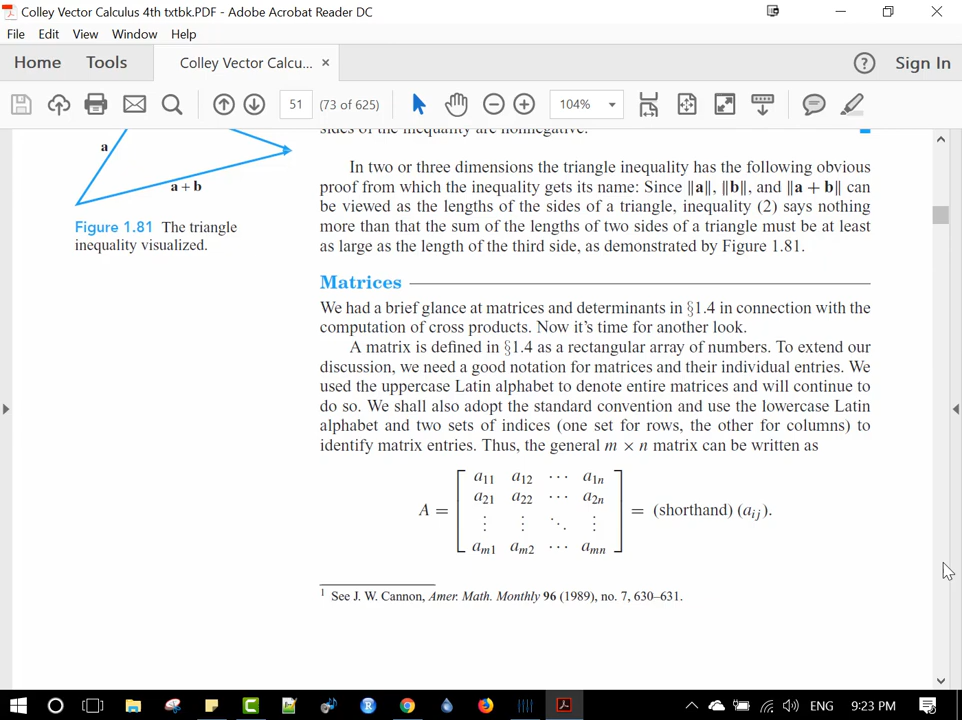 Colley Vector Calculus 4th txtbk.PDF - Adobe Acrobat Reader DC
File Edit View Window Help
Home Tools Colley Vector Calcu... × ? Sign In
51 (73 of 625) 104%
sides of the inequality are nonnegative.
a
a + b
Figure 1.81 The triangle
inequality visualized.
In two or three dimensions the triangle inequality has the following obvious
proof from which the inequality gets its name: Since ‖a‖, ‖b‖, and ‖a + b‖ can
be viewed as the lengths of the sides of a triangle, inequality (2) says nothing
more than that the sum of the lengths of two sides of a triangle must be at least
as large as the length of the third side, as demonstrated by Figure 1.81.
Matrices
We had a brief glance at matrices and determinants in §1.4 in connection with the
computation of cross products. Now it's time for another look.
A matrix is defined in §1.4 as a rectangular array of numbers. To extend our
discussion, we need a good notation for matrices and their individual entries. We
used the uppercase Latin alphabet to denote entire matrices and will continue to
do so. We shall also adopt the standard convention and use the lowercase Latin
alphabet and two sets of indices (one set for rows, the other for columns) to
identify matrix entries. Thus, the general m × n matrix can be written as
a11 a12 ⋯ a1n
a21 a22 ⋯ a2n
A = ⋮ ⋮ ⋱ ⋮ = (shorthand) (aij).
am1 am2 ⋯ amn
1 See J. W. Cannon, Amer. Math. Monthly 96 (1989), no. 7, 630–631.
ENG 9:23 PM